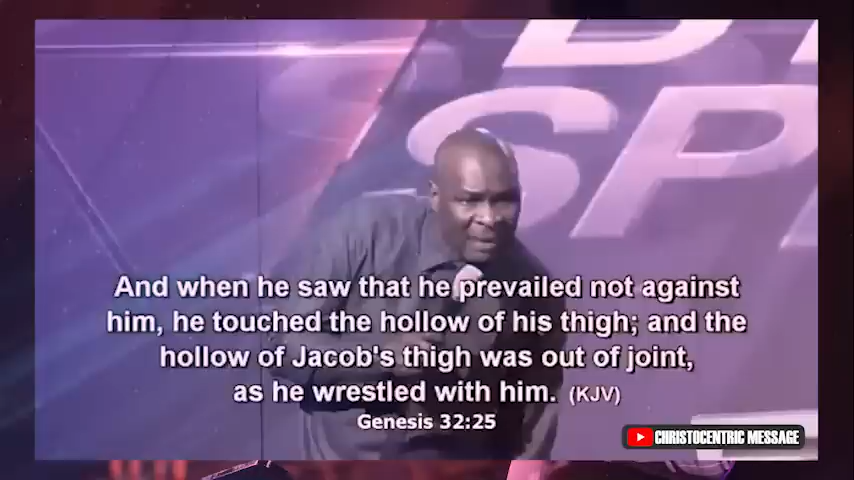 SP
And when he saw that he prevailed not against
him, he touched the hollow of his thigh; and the
hollow of Jacob's thigh was out of joint,
as he wrestled with him. (KJV)
Genesis 32:25
CHRISTOCENTRIC MESSAGE